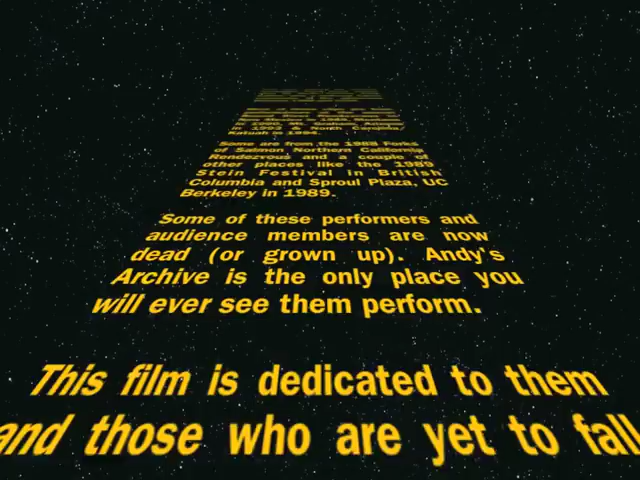 in 1993 & North Carolina/
Katuah in 1994.
Some are from the 1988 Forks
of Salmon Northern California
Rendezvous and a couple of
other places like the 1989
Stein Festival in British
Columbia and Sproul Plaza, UC
Berkeley in 1989.
Some of these performers and
audience members are now
dead (or grown up). Andy's
Archive is the only place you
will ever see them perform.
This film is dedicated to them
and those who are yet to fall